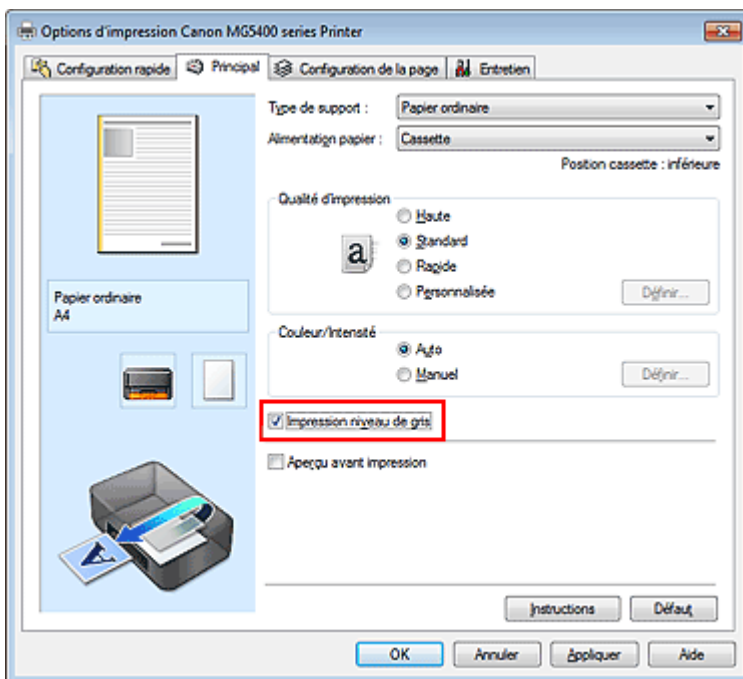 Options d'impression Canon MG5400 series Printer
Configuration rapide
Principal
Configuration de la page
Entretien
Type de support :
Papier ordinaire
Alimentation papier :
Cassette
Position cassette : inférieure
Qualité d'impression
Haute
a
Standard
Rapide
Personnalisée
Définir...
Papier ordinaire
A4
Couleur/Intensité
Auto
Manuel
Définir...
Impression niveau de gris
Aperçu avant impression
A
Instructions
Défaut
OK
Annuler
Appliquer
Aide